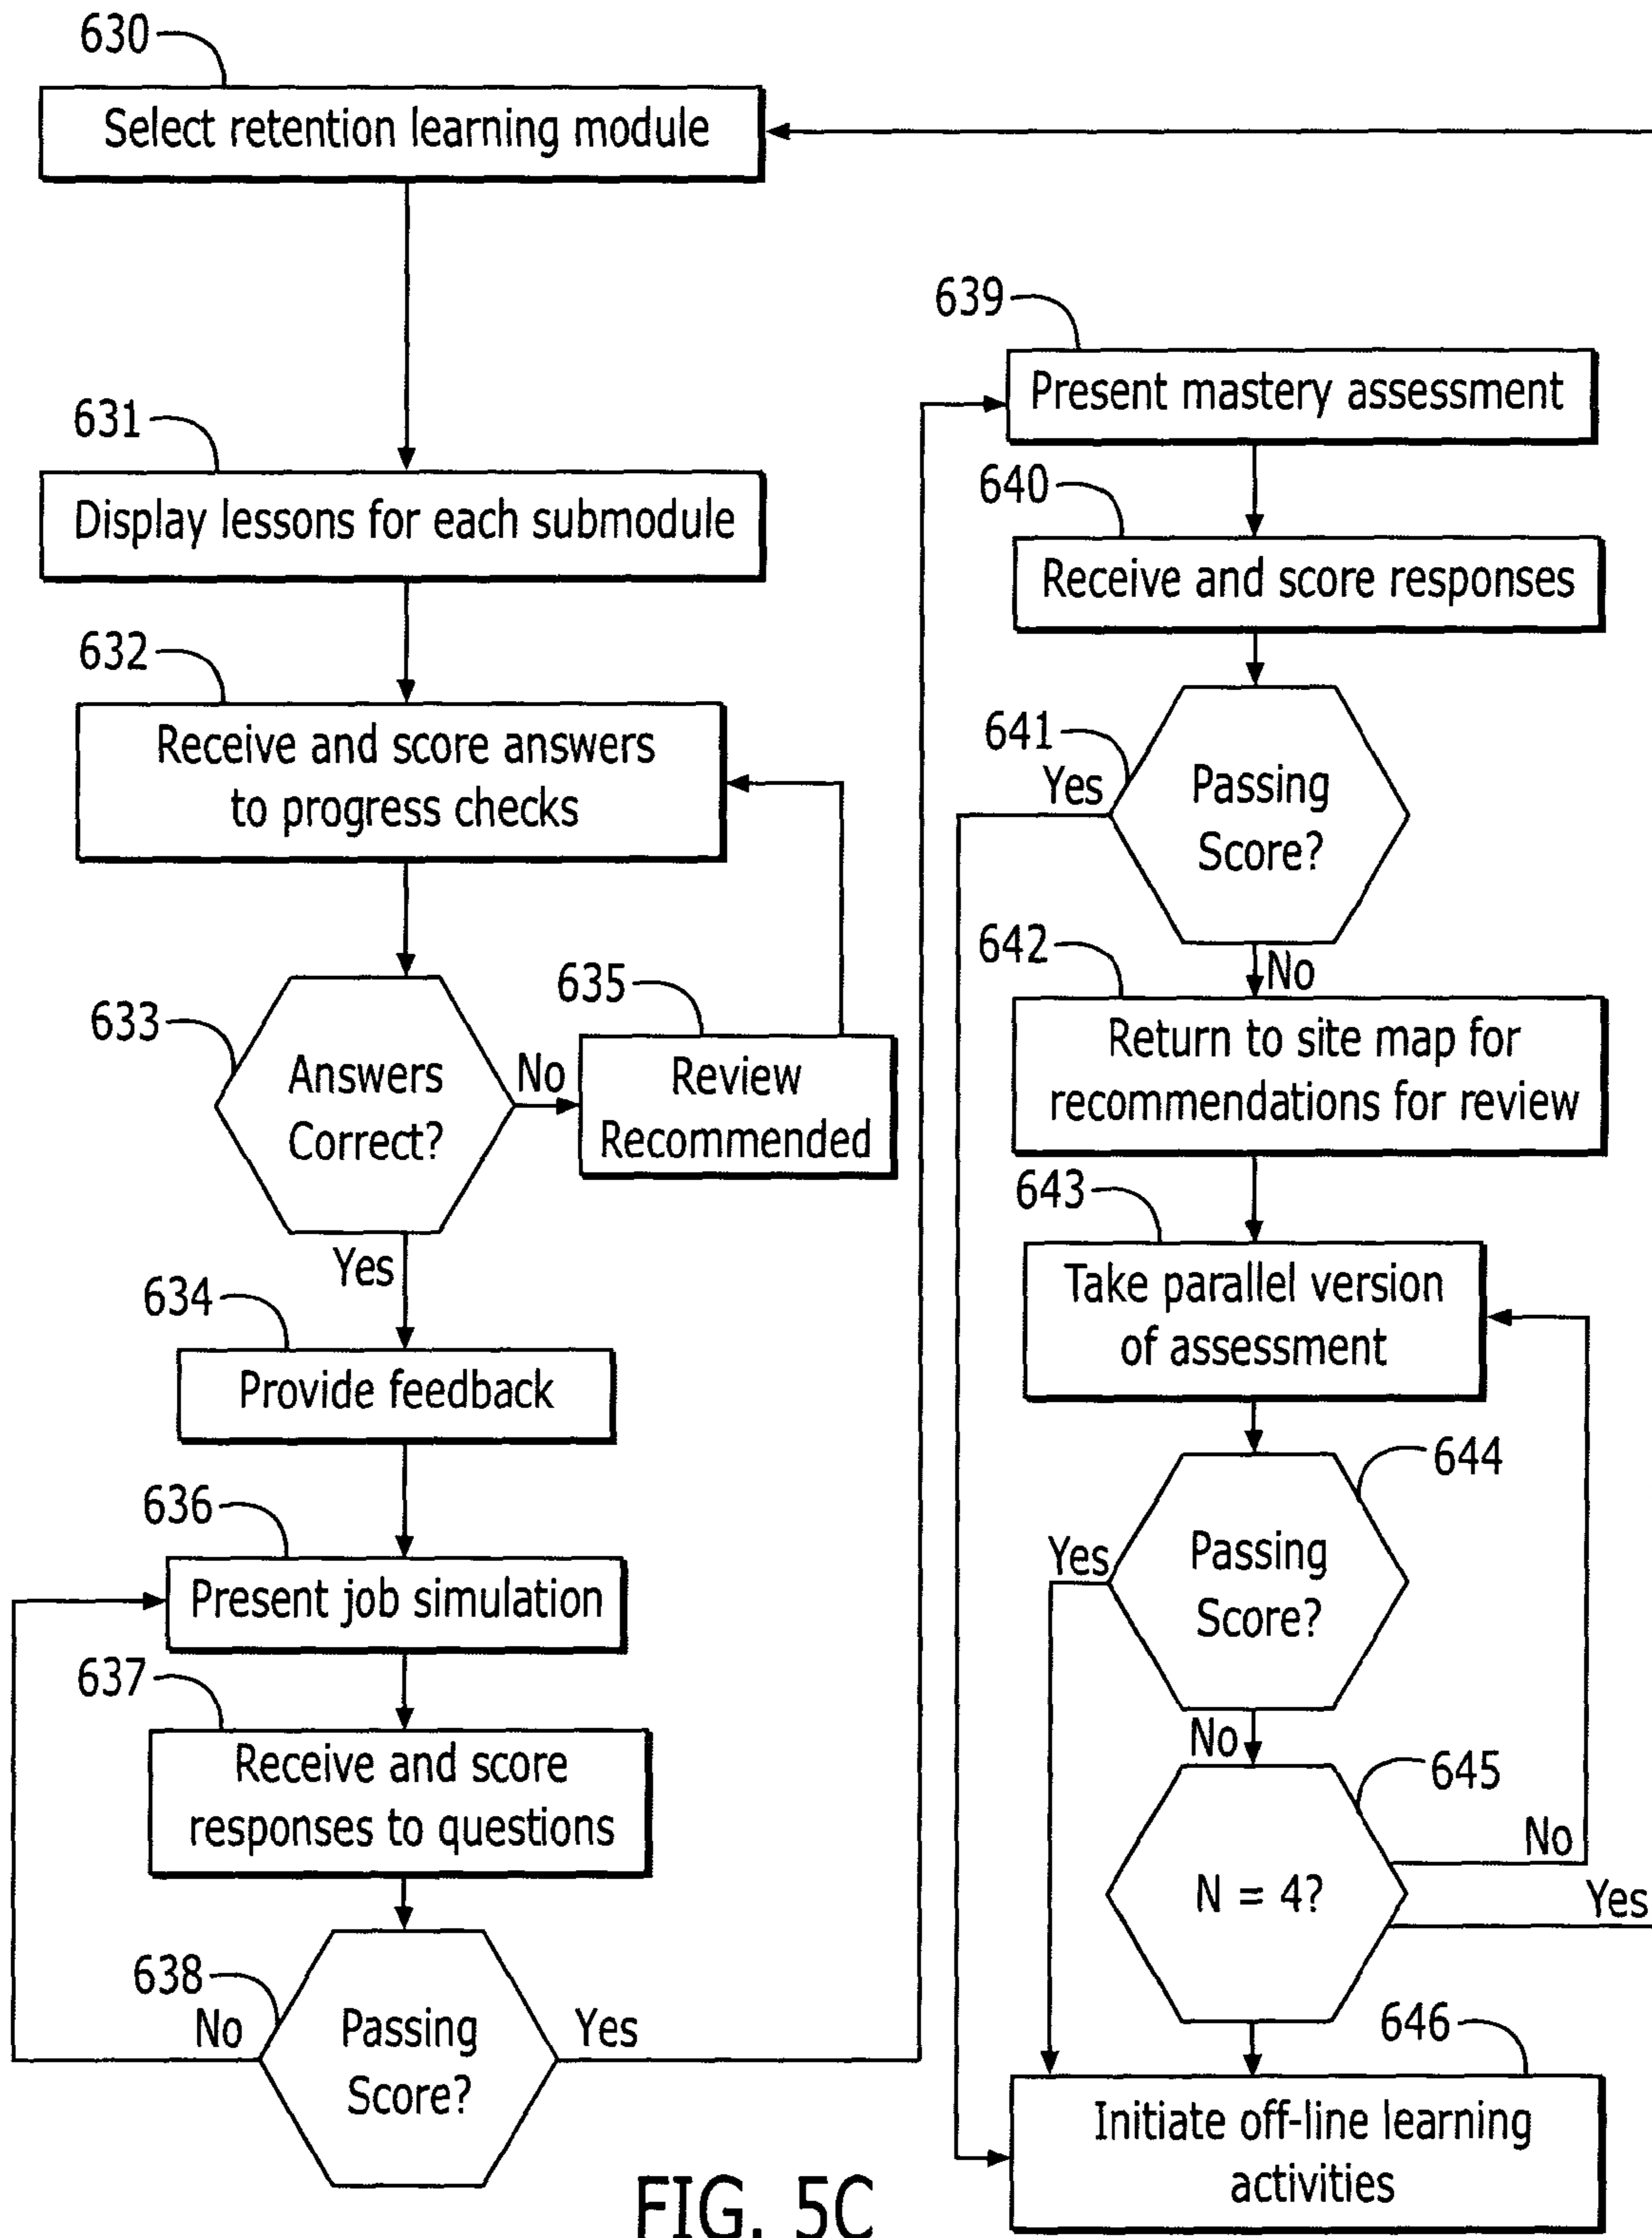 630
Select retention learning module
631
Display lessons for each submodule
632
Receive and score answers
to progress checks
633
Answers
Correct?
No
635
Review
Recommended
Yes
634
Provide feedback
636
Present job simulation
637
Receive and score
responses to questions
638
No
Passing
Score?
Yes
639
Present mastery assessment
640
Receive and score responses
641
Yes
Passing
Score?
642
No
Return to site map for
recommendations for review
643
Take parallel version
of assessment
644
Yes
Passing
Score?
No
645
No
N = 4?
Yes
646
Initiate off-line learning
activities
FIG. 5C